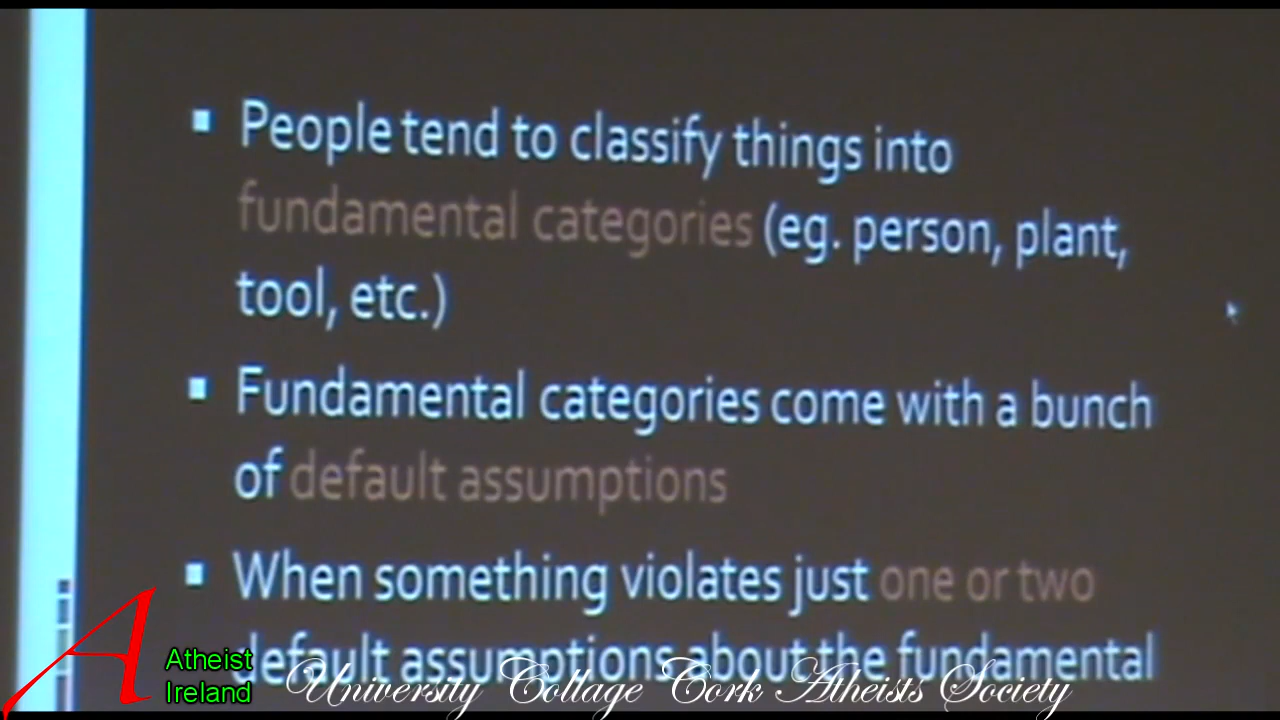 ▪ People tend to classify things into
fundamental categories (eg. person, plant,
tool, etc.)
▪ Fundamental categories come with a bunch
of default assumptions
▪ When something violates just one or two
default assumptions about the fundamental
A Atheist
Ireland
University Collage Cork Atheists Society